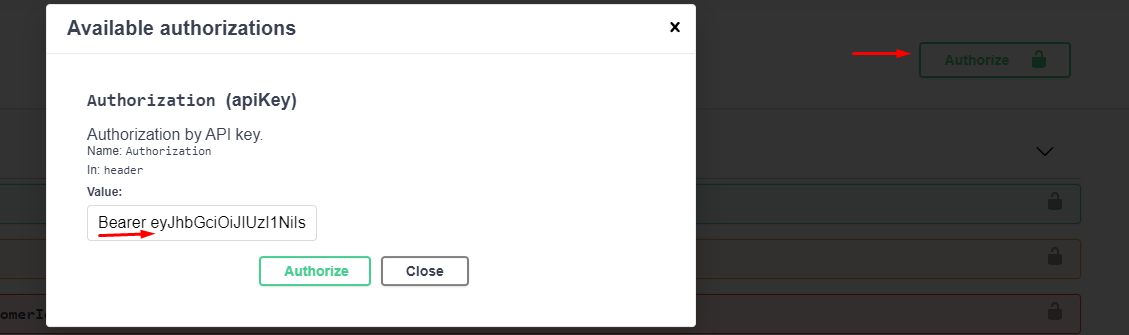 Available authorizations
x
Authorize
Authorization (apiKey)
Authorization by API key.
Name: Authorization
In: header
Value:
Bearer eyJhbGciOiJIUzI1NiIs
Authorize
Close
omerI